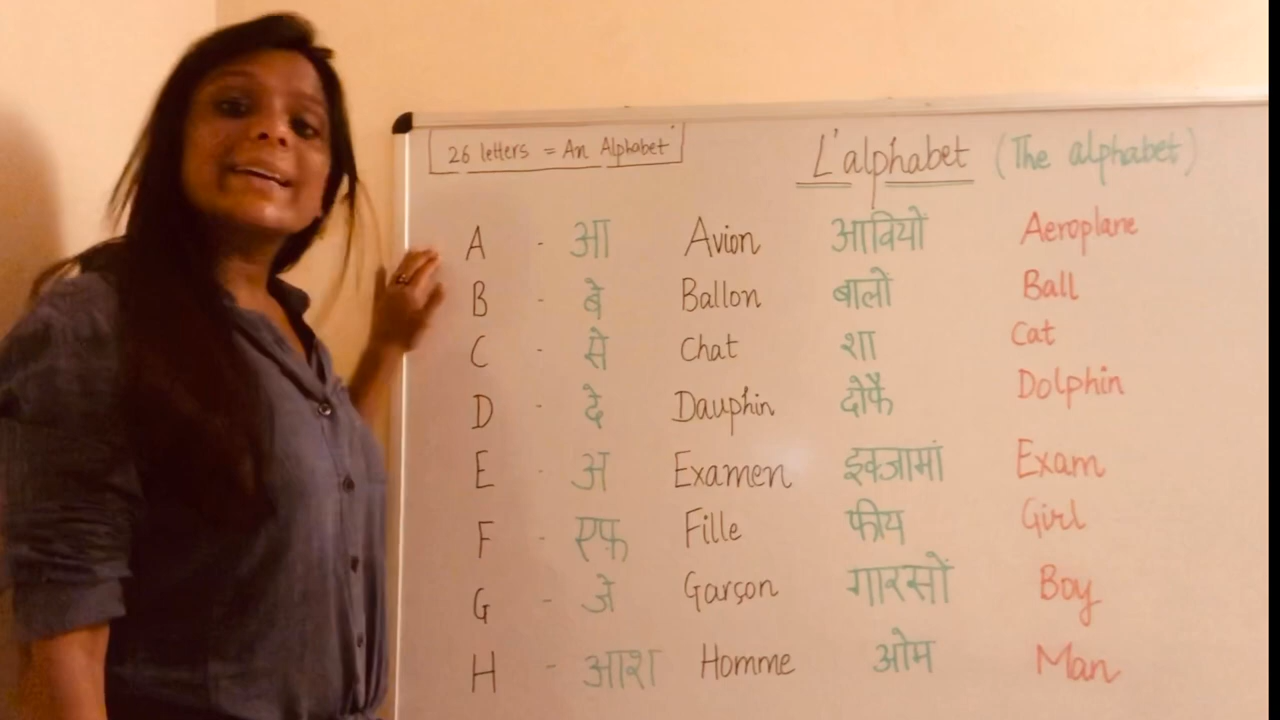 26 letters = An Alphabet
L'alphabet (The alphabet)
A - आ Avion आवियों Aeroplane
B - बे Ballon बालों Ball
C - से Chat शा Cat
D - दे Dauphin दोफैं Dolphin
E - अ Examen इक्जामां Exam
F - एफ़ Fille फीय Girl
G - जे Garson गारसों Boy
H - आश Homme ओम Man